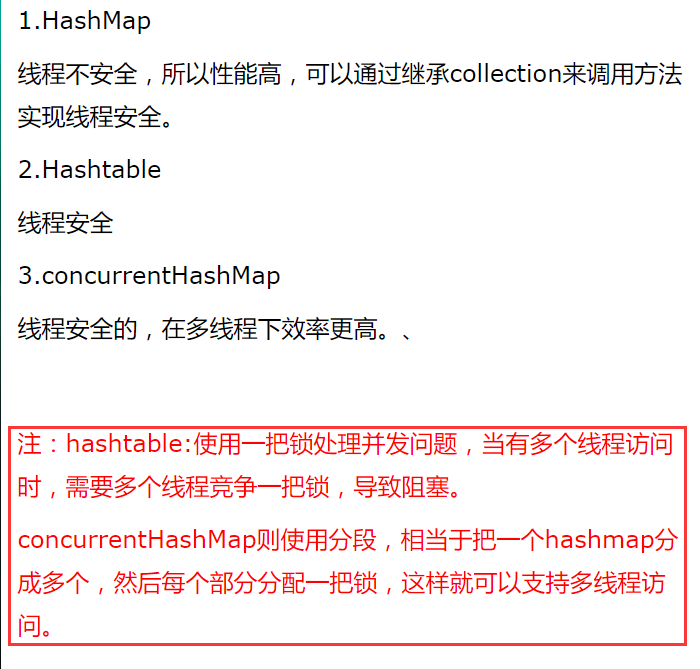 1.HashMap
线程不安全，所以性能高，可以通过继承collection来调用方法
实现线程安全。
2.Hashtable
线程安全
3.concurrentHashMap
线程安全的，在多线程下效率更高。、
注：hashtable:使用一把锁处理并发问题，当有多个线程访问
时，需要多个线程竞争一把锁，导致阻塞。
concurrentHashMap则使用分段，相当于把一个hashmap分
成多个，然后每个部分分配一把锁，这样就可以支持多线程访
问。